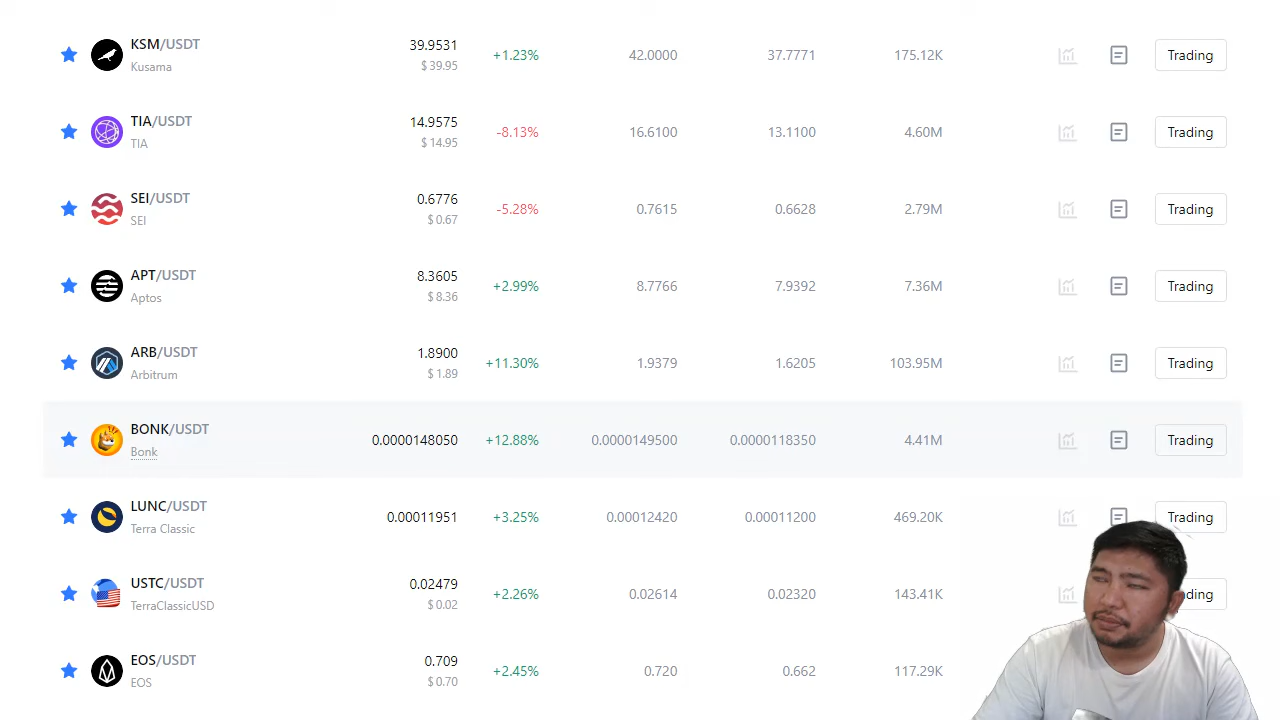 KSM/USDT 39.9531 +1.23% 42.0000 37.7771 175.12K Trading
Kusama $ 39.95
TIA/USDT 14.9575 -8.13% 16.6100 13.1100 4.60M Trading
TIA $ 14.95
SEI/USDT 0.6776 -5.28% 0.7615 0.6628 2.79M Trading
SEI $ 0.67
APT/USDT 8.3605 +2.99% 8.7766 7.9392 7.36M Trading
Aptos $ 8.36
ARB/USDT 1.8900 +11.30% 1.9379 1.6205 103.95M Trading
Arbitrum $ 1.89
BONK/USDT 0.0000148050 +12.88% 0.0000149500 0.0000118350 4.41M Trading
Bonk
LUNC/USDT 0.00011951 +3.25% 0.00012420 0.00011200 469.20K Trading
Terra Classic
USTC/USDT 0.02479 +2.26% 0.02614 0.02320 143.41K ding
TerraClassicUSD $ 0.02
EOS/USDT 0.709 +2.45% 0.720 0.662 117.29K
EOS $ 0.70